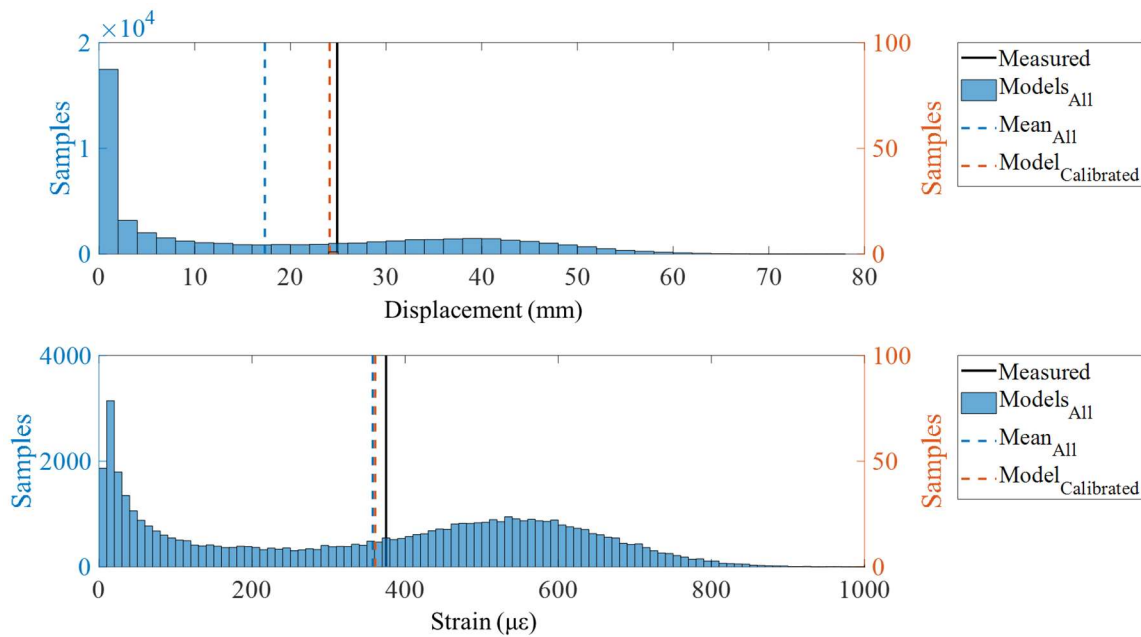 ×10⁴
2
1
0
Samples
100
50
0
Samples
0 10 20 30 40 50 60 70 80
Displacement (mm)
Measured
Models_All
Mean_All
Model_Calibrated
4000
2000
0
Samples
100
50
0
Samples
0 200 400 600 800 1000
Strain (με)
Measured
Models_All
Mean_All
Model_Calibrated